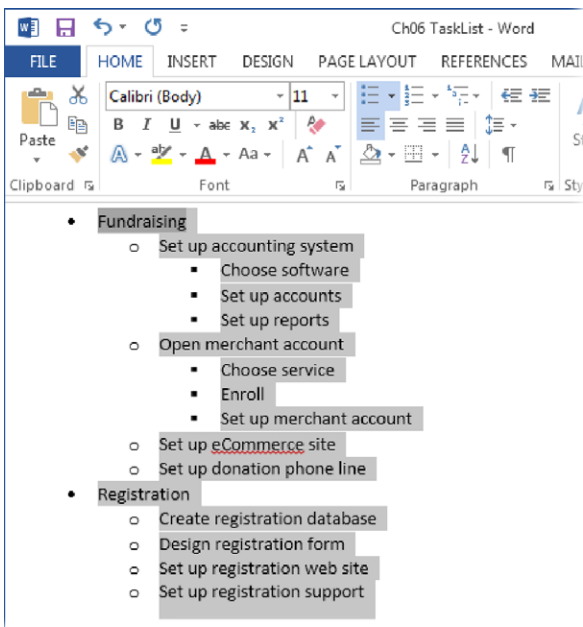 Ch06 TaskList - Word
FILE HOME INSERT DESIGN PAGE LAYOUT REFERENCES
Calibri (Body) 11
Paste
B I U abc X₂ X²
A aby A Aa A A
A Z ¶
Clipboard Font Paragraph
Fundraising
Set up accounting system
Choose software
Set up accounts
Set up reports
Open merchant account
Choose service
Enroll
Set up merchant account
Set up eCommerce site
Set up donation phone line
Registration
Create registration database
Design registration form
Set up registration web site
Set up registration support